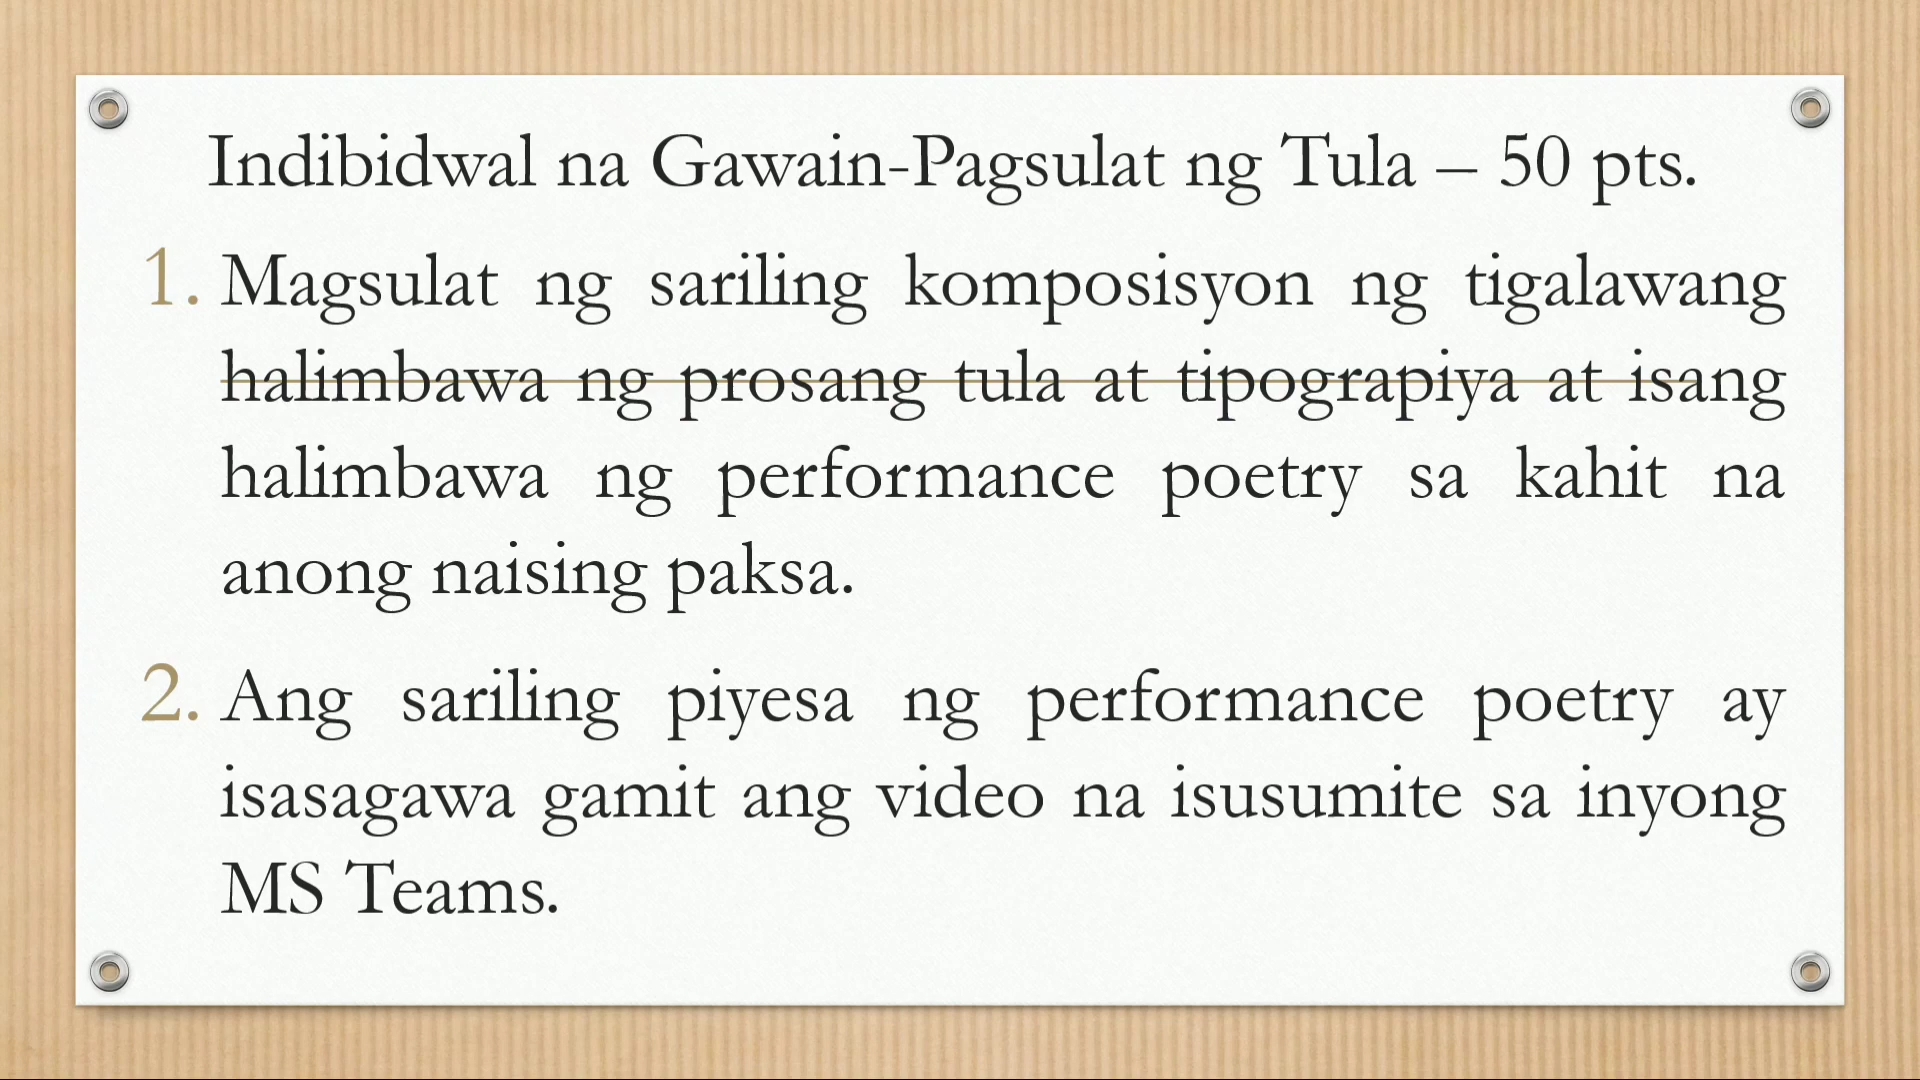 Indibidwal na Gawain-Pagsulat ng Tula – 50 pts.
1. Magsulat ng sariling komposisyon ng tigalawang
halimbawa ng prosang tula at tipograpiya at isang
halimbawa ng performance poetry sa kahit na
anong naising paksa.
2. Ang sariling piyesa ng performance poetry ay
isasagawa gamit ang video na isusumite sa inyong
MS Teams.